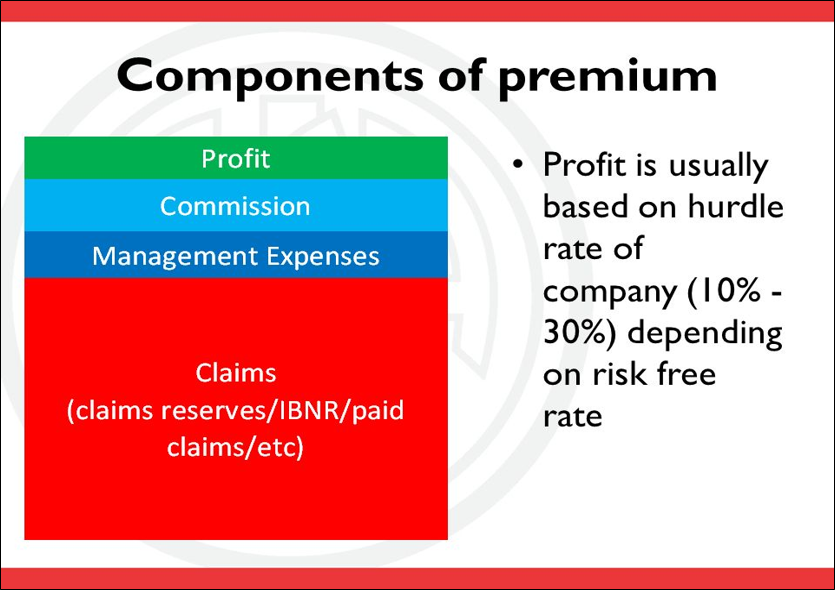 Components of premium
Profit
Commission
Management Expenses
Claims
(claims reserves/IBNR/paid
claims/etc)
• Profit is usually
based on hurdle
rate of
company (10% -
30%) depending
on risk free
rate